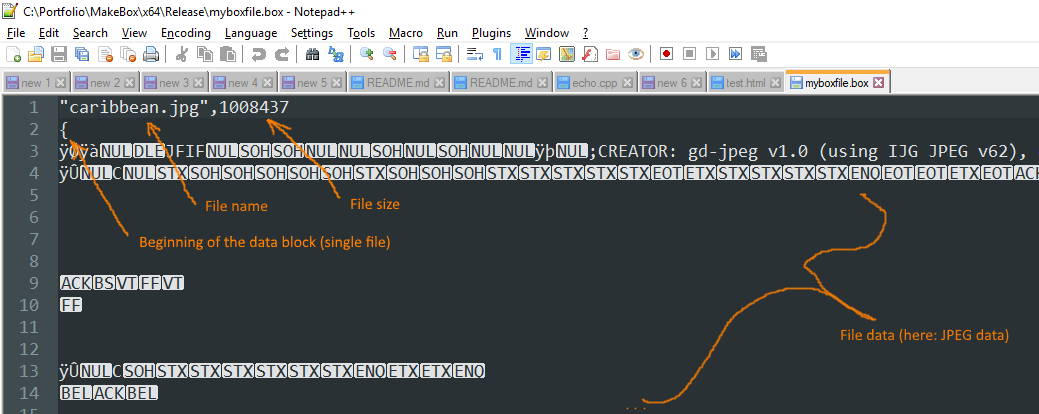 C:\Portfolio\MakeBox\x64\Release\myboxfile.box - Notepad++
File Edit Search View Encoding Language Settings Tools Macro Run Plugins Window ?
new 1 new 2 new 3 new 4 new 5 README.md README.md echo.cpp new 6 test.html myboxfile.box
1 "caribbean.jpg",1008437
2 {
3 ÿØÿàNULDLEJFIFNULSOHSOHNULNULSOHNULSOHNULNULÿþNUL;CREATOR: gd-jpeg v1.0 (using IJG JPEG v62),
4 ÿÛNULCNULSTXSOHSOHSOHSOHSOHSTXSOHSOHSOHSTXSTXSTXSTXSTXEOTETXSTXSTXSTXSTXENQEOTEOTETXEOTACK
File name
File size
5
6
Beginning of the data block (single file)
7
8
9 ACKBSVTFFVT
10 FF
11
File data (here: JPEG data)
12
13 ÿÛNULCSOHSTXSTXSTXSTXSTXSTXENQETXETXENQ
14 BELACKBEL
15